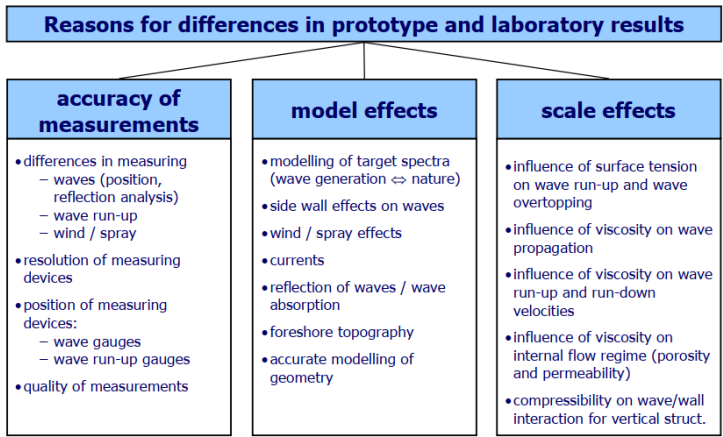 Reasons for differences in prototype and laboratory results
accuracy of
measurements
•differences in measuring
– waves (position,
reflection analysis)
– wave run-up
– wind / spray
•resolution of measuring
devices
•position of measuring
devices:
– wave gauges
– wave run-up gauges
•quality of measurements
model effects
•modelling of target spectra
(wave generation ⇔ nature)
•side wall effects on waves
•wind / spray effects
•currents
•reflection of waves / wave
absorption
•foreshore topography
•accurate modelling of
geometry
scale effects
•influence of surface tension
on wave run-up and wave
overtopping
•influence of viscosity on wave
propagation
•influence of viscosity on wave
run-up and run-down
velocities
•influence of viscosity on
internal flow regime (porosity
and permeability)
•compressibility on wave/wall
interaction for vertical struct.